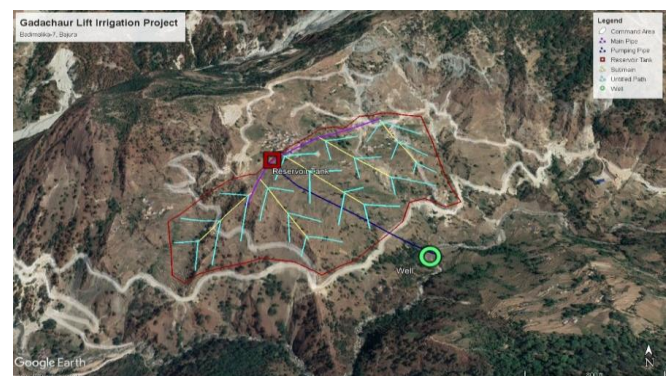 Gadachaur Lift Irrigation Project
Badimalika-7, Bajura
Legend
Command Area
Main Pipe
Pumping Pipe
Reservoir Tank
Submain
Untitled Path
Well
Reservoir Tank
Well
Google Earth
N